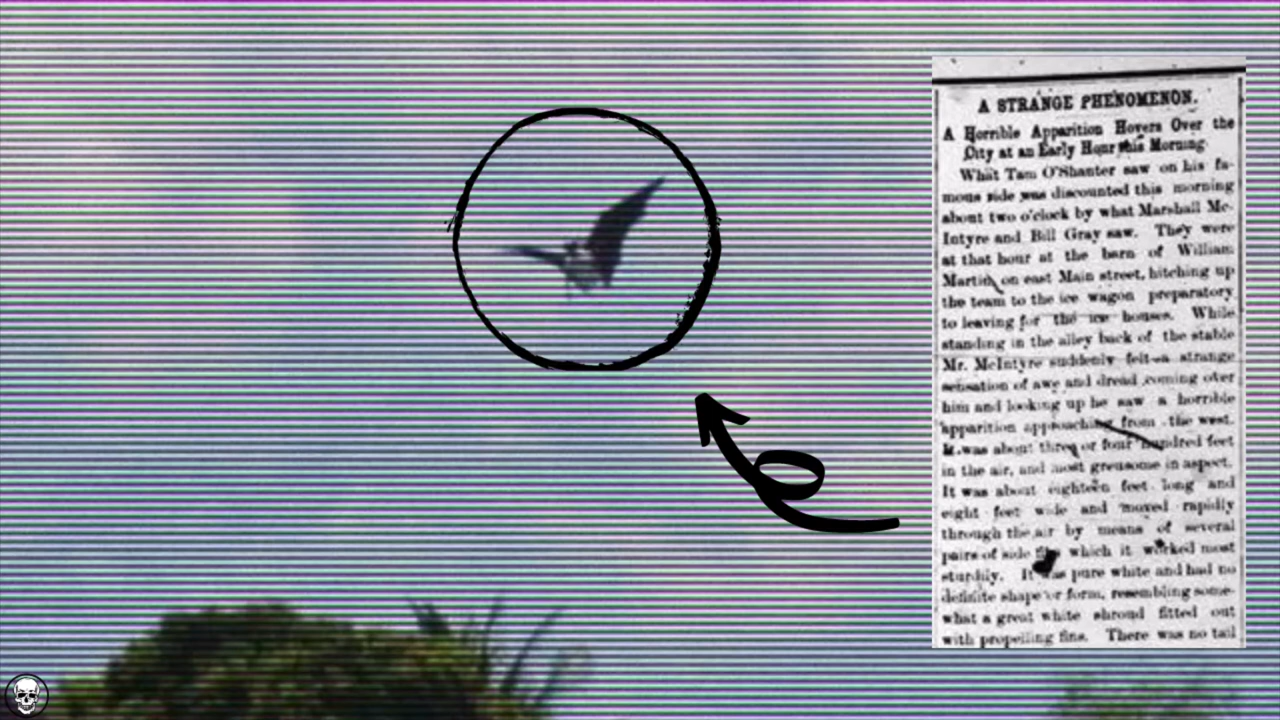 A STRANGE PHENOMENON.
A Horrible Apparition Hovers Over the
City at an Early Hour this Morning
What Tam O'Shanter saw on his fa-
mous ride was discounted this morning
about two o'clock by what Marshall Mc-
Intyre and Bill Gray saw. They were
at that hour at the barn of William
Martin on east Main street, hitching up
the team to the ice wagon preparatory
to leaving for the ice houses. While
standing in the alley back of the stable
Mr. McIntyre suddenly felt a strange
sensation of awe and dread coming over
him and looking up he saw a horrible
apparition approaching from the west.
It was about three or four hundred feet
in the air, and most gruesome in aspect.
It was about eighteen feet long and
eight feet wide and moved rapidly
through the air by means of several
pairs of side which it worked most
sturdily. It was pure white and had no
definite shape or form, resembling some-
what a great white shroud fitted out
with propelling fins. There was no tail